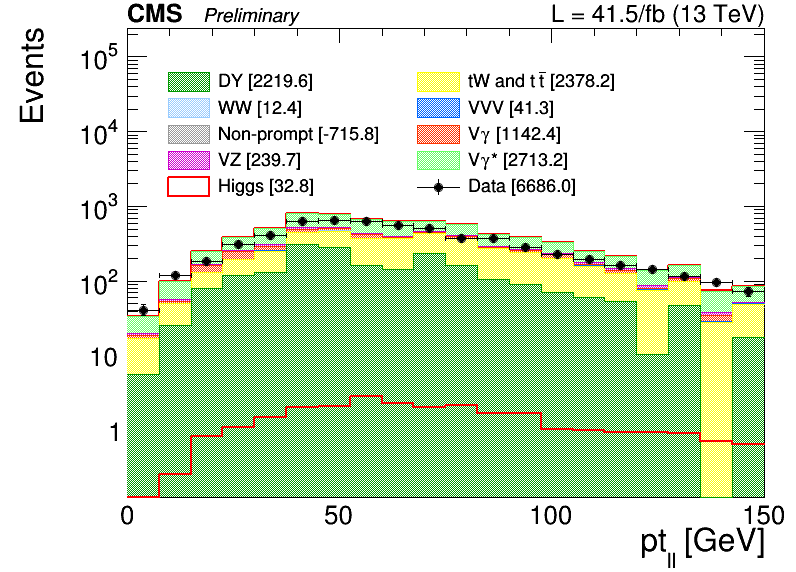 CMS Preliminary L = 41.5/fb (13 TeV)
Events
10⁵
10⁴
10³
10²
10
1
DY [2219.6]
WW [12.4]
Non-prompt [-715.8]
VZ [239.7]
Higgs [32.8]
tW and tt̅ [2378.2]
VVV [41.3]
Vγ [1142.4]
Vγ* [2713.2]
Data [6686.0]
0 50 100 150
pt_ll [GeV]